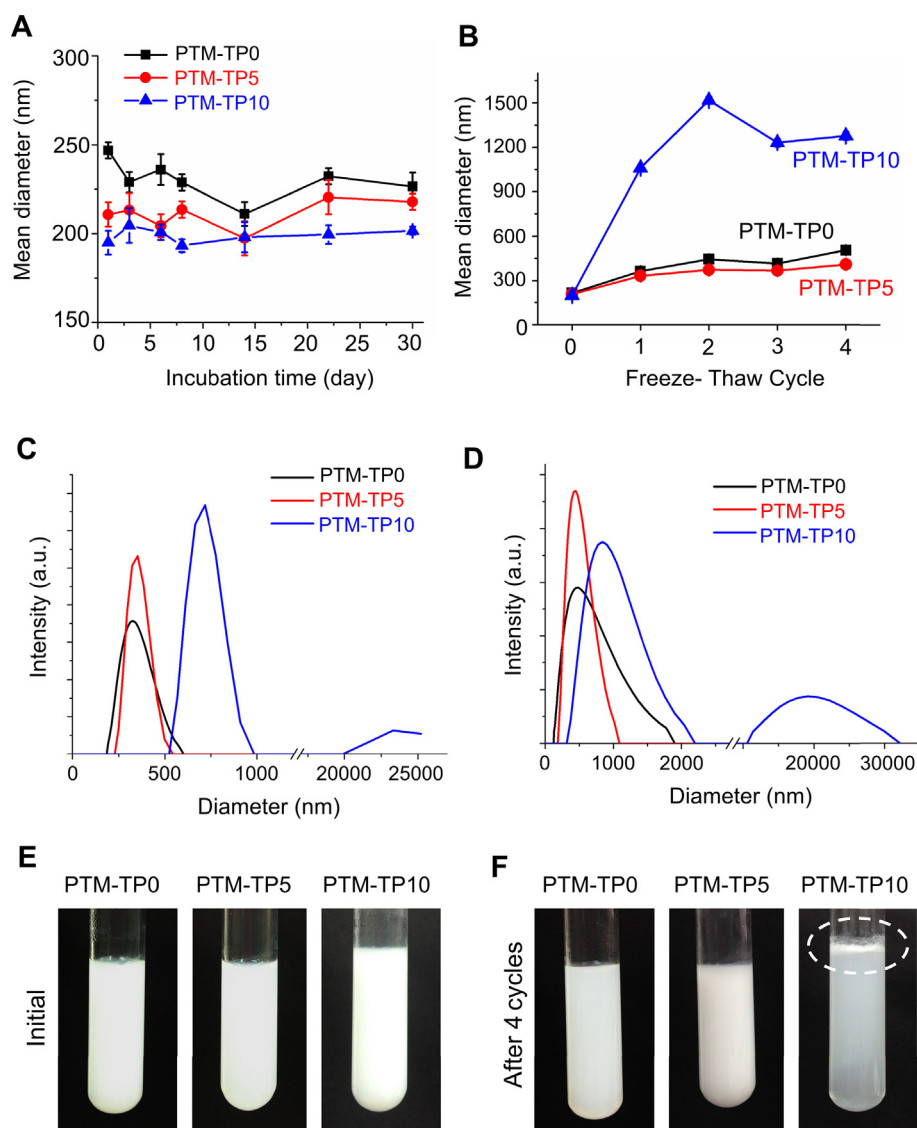 A
PTM-TP0
PTM-TP5
PTM-TP10
300
250
200
150
Mean diameter (nm)
0 5 10 15 20 25 30
Incubation time (day)
B
1500
1200
900
600
300
0
Mean diameter (nm)
PTM-TP10
PTM-TP0
PTM-TP5
0 1 2 3 4
Freeze- Thaw Cycle
C
PTM-TP0
PTM-TP5
PTM-TP10
Intensity (a.u.)
0 500 1000 20000 25000
Diameter (nm)
D
PTM-TP0
PTM-TP5
PTM-TP10
Intensity (a.u.)
0 1000 2000 20000 30000
Diameter (nm)
E
PTM-TP0 PTM-TP5 PTM-TP10
Initial
F
PTM-TP0 PTM-TP5 PTM-TP10
After 4 cycles